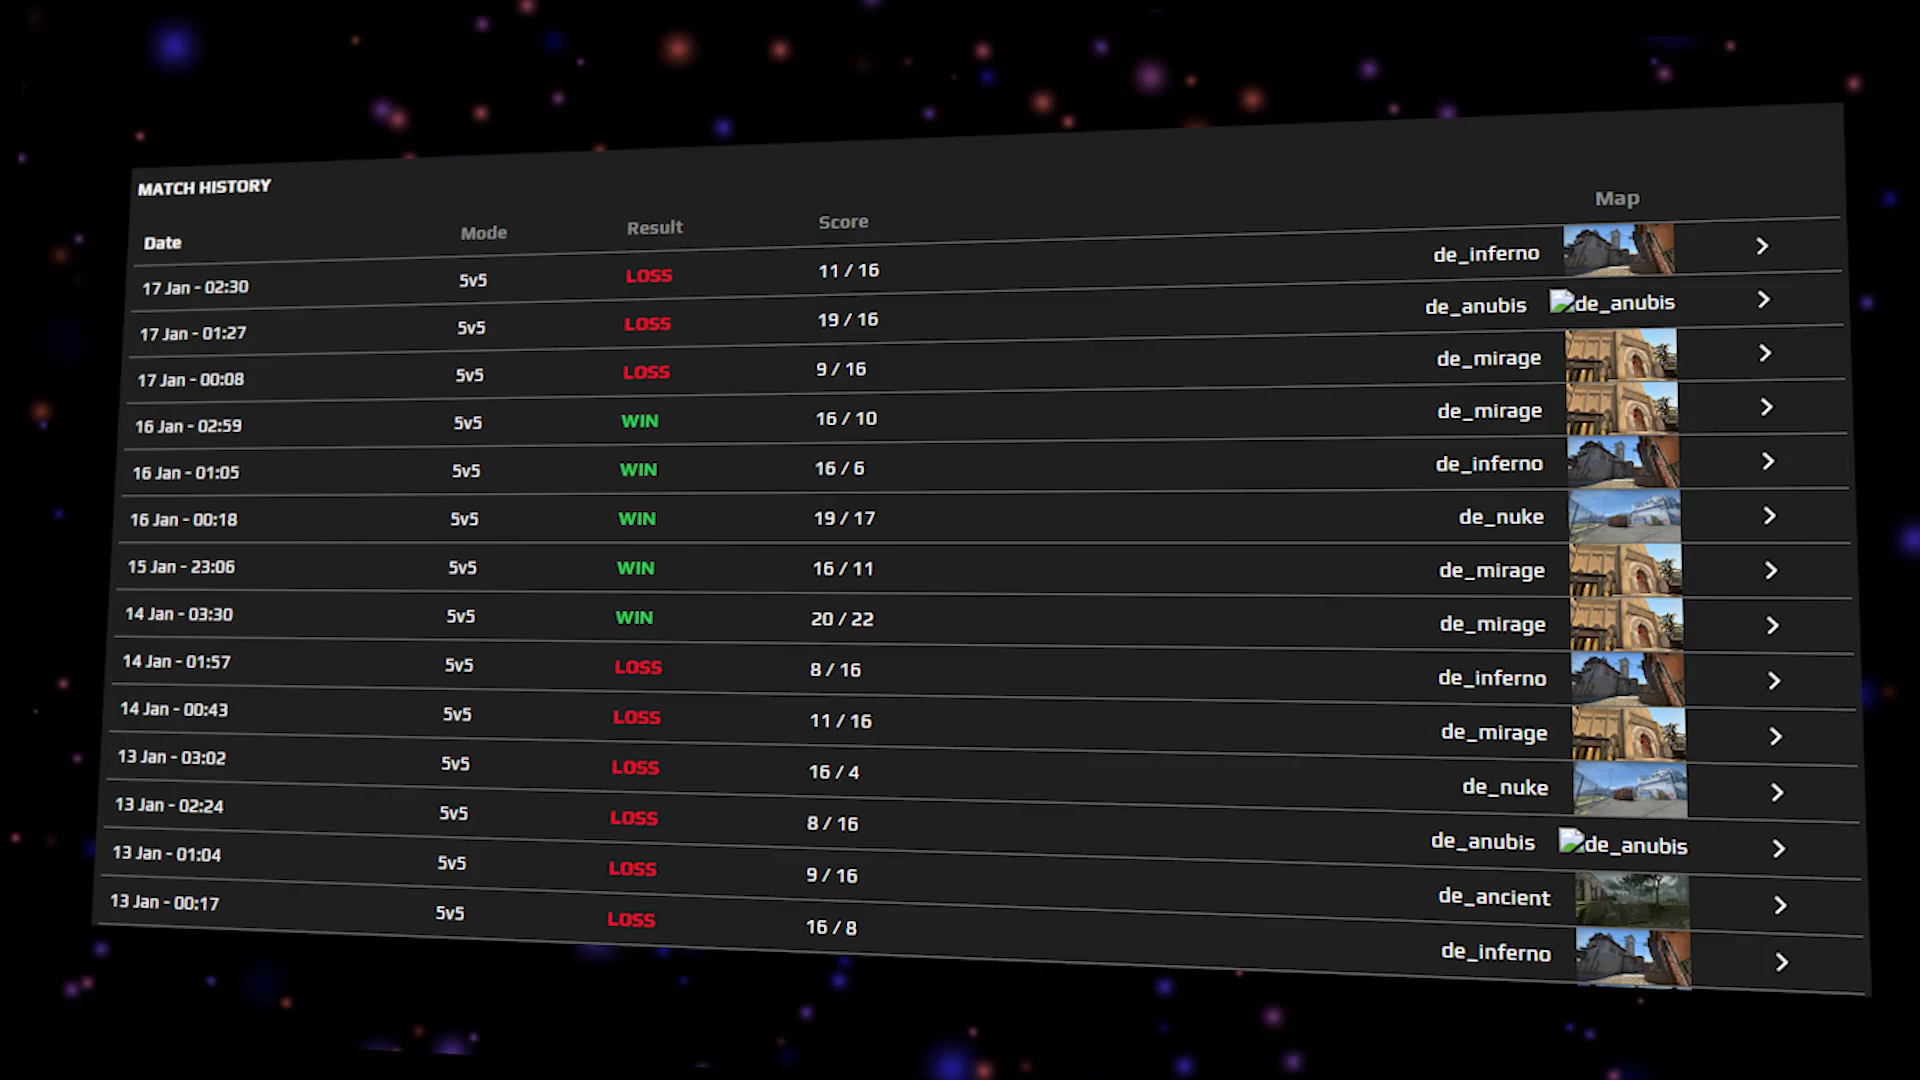 MATCH HISTORY
Date Mode Result Score Map
17 Jan - 02:30 5v5 LOSS 11 / 16 de_inferno
17 Jan - 01:27 5v5 LOSS 19 / 16 de_anubis de_anubis
17 Jan - 00:08 5v5 LOSS 9 / 16 de_mirage
16 Jan - 02:59 5v5 WIN 16 / 10 de_mirage
16 Jan - 01:05 5v5 WIN 16 / 6 de_inferno
16 Jan - 00:18 5v5 WIN 19 / 17 de_nuke
15 Jan - 23:06 5v5 WIN 16 / 11 de_mirage
14 Jan - 03:30 5v5 WIN 20 / 22 de_mirage
14 Jan - 01:57 5v5 LOSS 8 / 16 de_inferno
14 Jan - 00:43 5v5 LOSS 11 / 16 de_mirage
13 Jan - 03:02 5v5 LOSS 16 / 4 de_nuke
13 Jan - 02:24 5v5 LOSS 8 / 16 de_anubis de_anubis
13 Jan - 01:04 5v5 LOSS 9 / 16 de_ancient
13 Jan - 00:17 5v5 LOSS 16 / 8 de_inferno